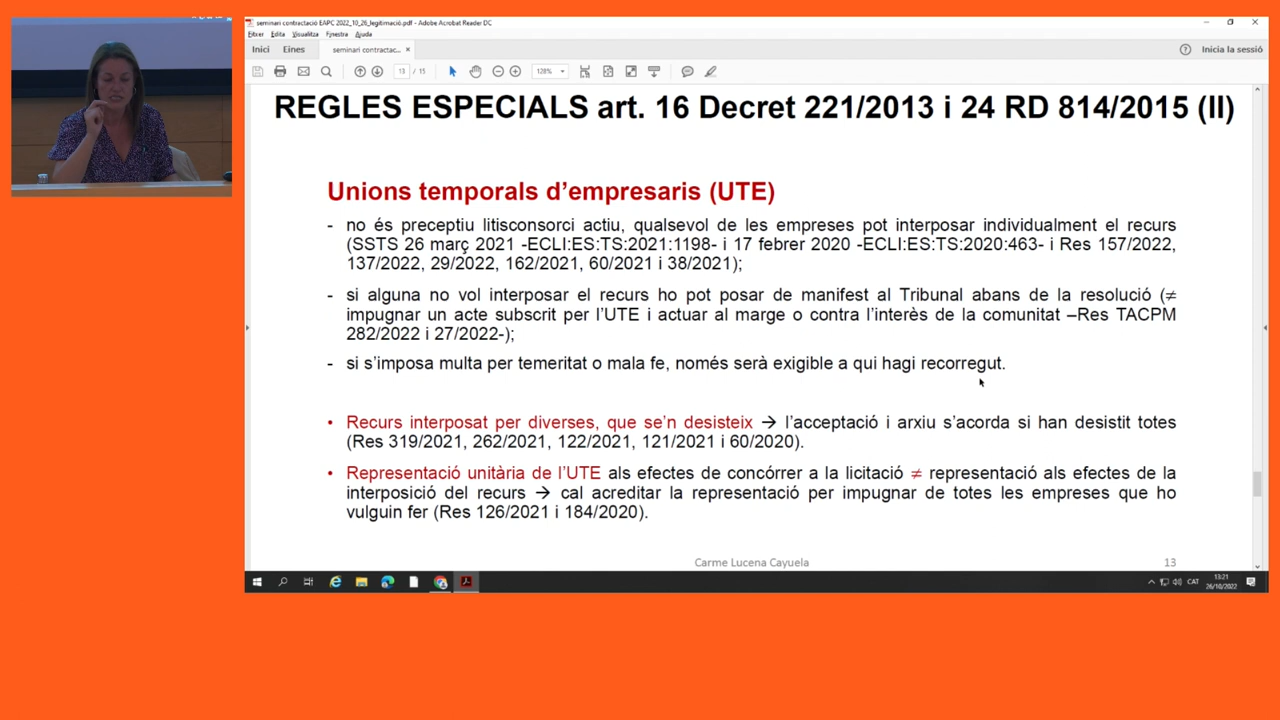 seminari contractació EAPC 2022_10_26_legitimació.pdf - Adobe Acrobat Reader DC
Fitxer Edita Visualitza Finestra Ajuda
Inici Eines seminari contractac... × Inicia la sessió
13 / 15 128%
REGLES ESPECIALS art. 16 Decret 221/2013 i 24 RD 814/2015 (II)
Unions temporals d’empresaris (UTE)
- no és preceptiu litisconsorci actiu, qualsevol de les empreses pot interposar individualment el recurs
(SSTS 26 març 2021 -ECLI:ES:TS:2021:1198- i 17 febrer 2020 -ECLI:ES:TS:2020:463- i Res 157/2022,
137/2022, 29/2022, 162/2021, 60/2021 i 38/2021);
- si alguna no vol interposar el recurs ho pot posar de manifest al Tribunal abans de la resolució (≠
impugnar un acte subscrit per l’UTE i actuar al marge o contra l’interès de la comunitat –Res TACPM
282/2022 i 27/2022-);
- si s’imposa multa per temeritat o mala fe, només serà exigible a qui hagi recorregut.
• Recurs interposat per diverses, que se’n desisteix → l’acceptació i arxiu s’acorda si han desistit totes
(Res 319/2021, 262/2021, 122/2021, 121/2021 i 60/2020).
• Representació unitària de l’UTE als efectes de concórrer a la licitació ≠ representació als efectes de la
interposició del recurs → cal acreditar la representació per impugnar de totes les empreses que ho
vulguin fer (Res 126/2021 i 184/2020).
Carme Lucena Cayuela 13
CAT 13:21
26/10/2022